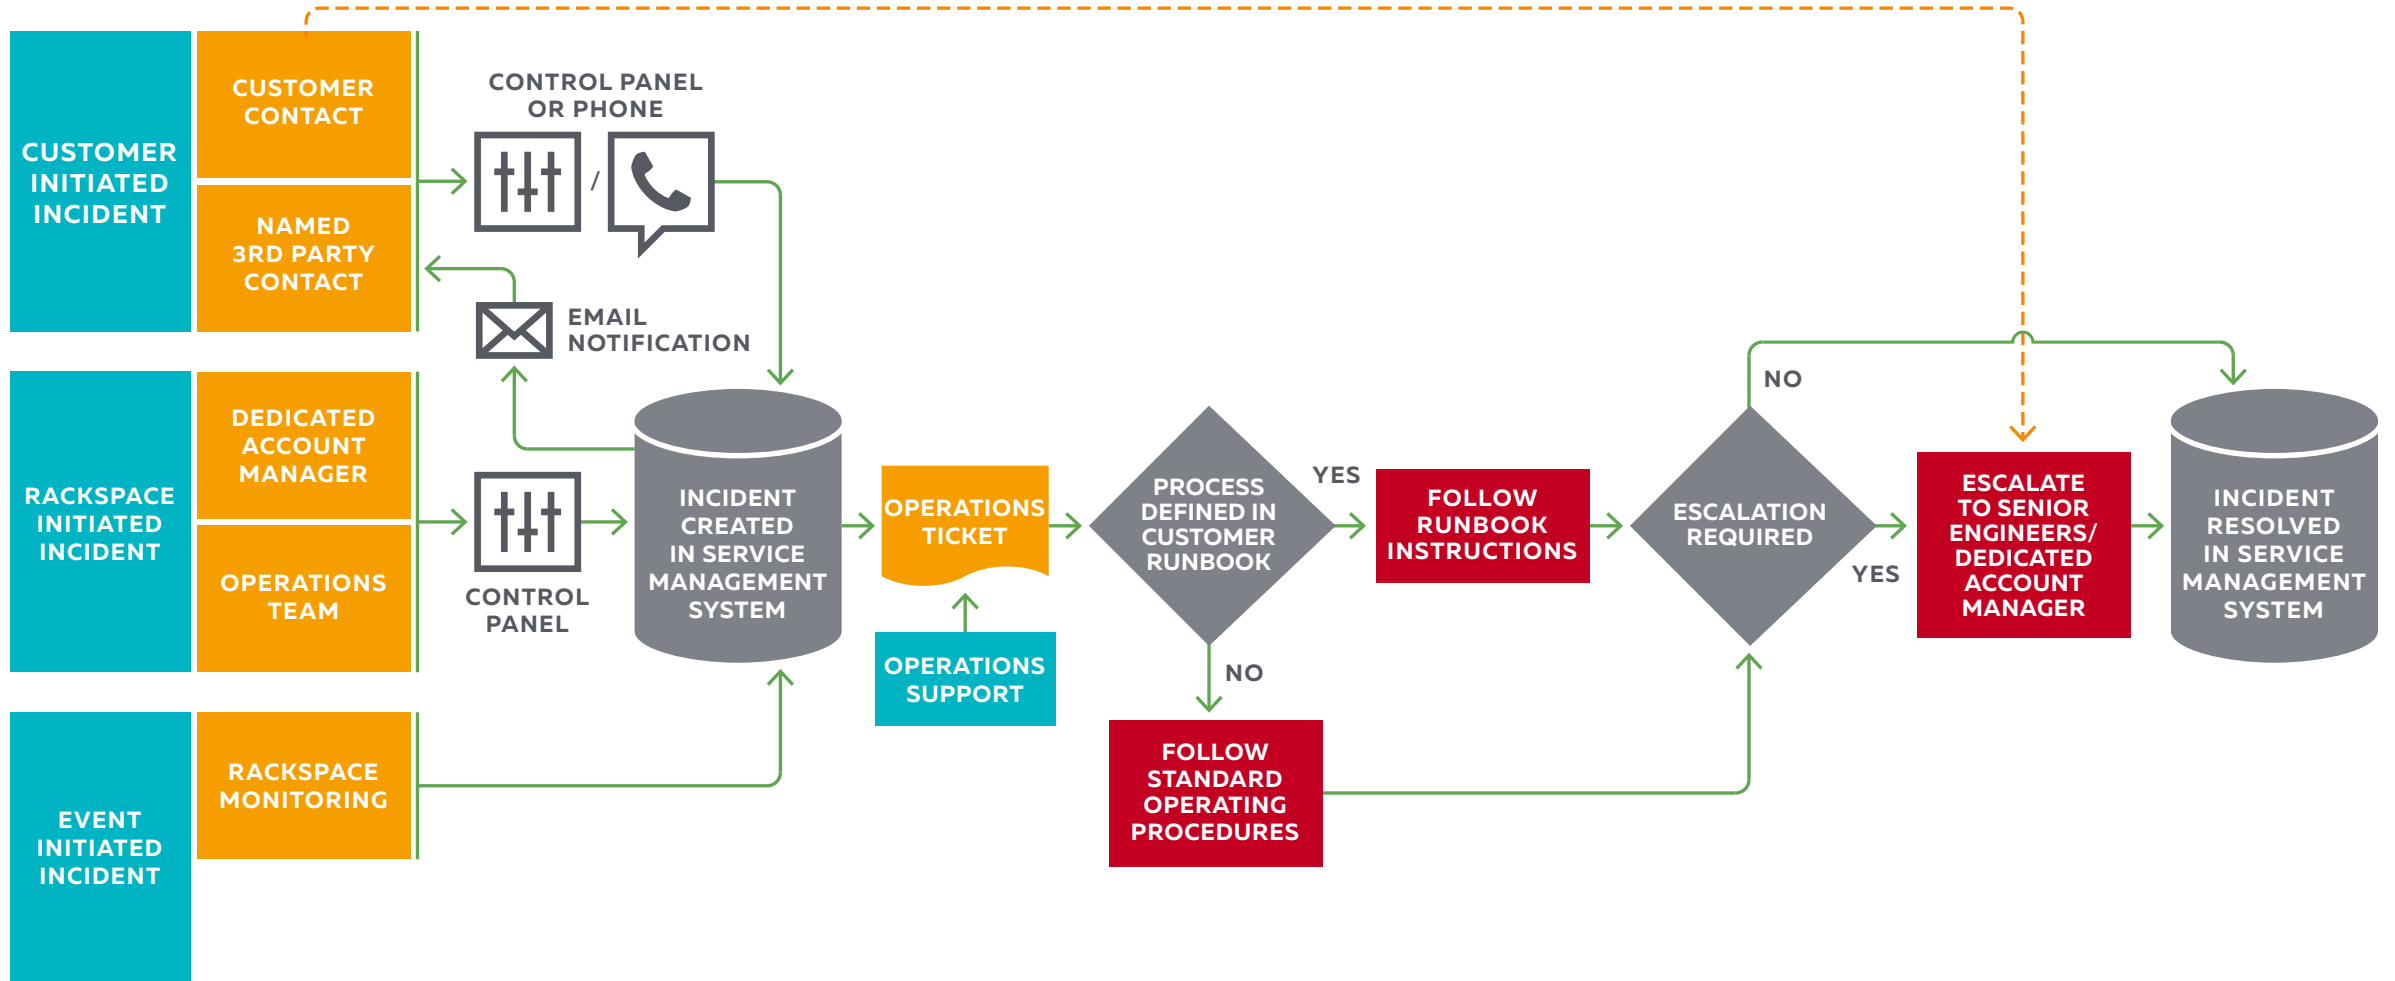 CUSTOMER
INITIATED
INCIDENT
CUSTOMER
CONTACT
NAMED
3RD PARTY
CONTACT
CONTROL PANEL
OR PHONE
/
EMAIL
NOTIFICATION
RACKSPACE
INITIATED
INCIDENT
DEDICATED
ACCOUNT
MANAGER
OPERATIONS
TEAM
CONTROL
PANEL
EVENT
INITIATED
INCIDENT
RACKSPACE
MONITORING
INCIDENT
CREATED
IN SERVICE
MANAGEMENT
SYSTEM
OPERATIONS
TICKET
OPERATIONS
SUPPORT
PROCESS
DEFINED IN
CUSTOMER
RUNBOOK
YES
NO
FOLLOW
RUNBOOK
INSTRUCTIONS
FOLLOW
STANDARD
OPERATING
PROCEDURES
ESCALATION
REQUIRED
NO
YES
ESCALATE
TO SENIOR
ENGINEERS/
DEDICATED
ACCOUNT
MANAGER
INCIDENT
RESOLVED
IN SERVICE
MANAGEMENT
SYSTEM